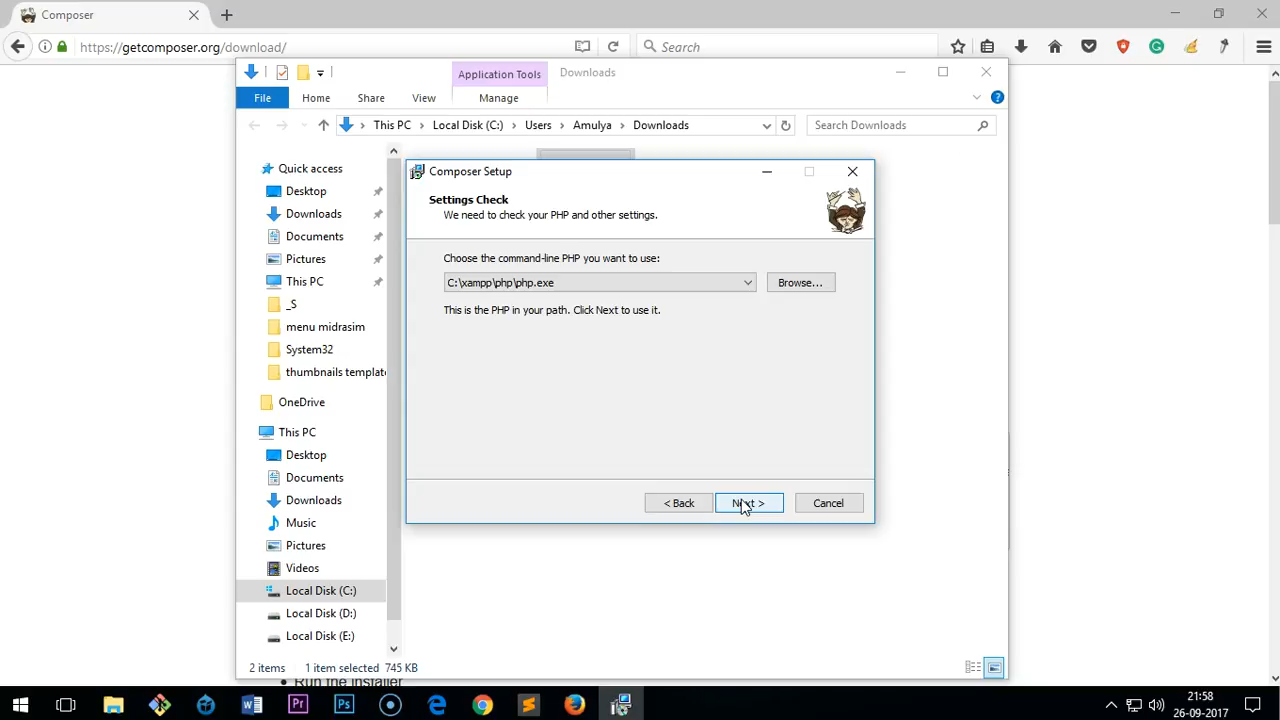 Composer
https://getcomposer.org/download/
Search
Application Tools
Downloads
File
Home
Share
View
Manage
This PC > Local Disk (C:) > Users > Amulya > Downloads
Search Downloads
Quick access
Desktop
Downloads
Documents
Pictures
This PC
_S
menu midrasim
System32
thumbnails template
OneDrive
This PC
Desktop
Documents
Downloads
Music
Pictures
Videos
Local Disk (C:)
Local Disk (D:)
Local Disk (E:)
2 items
1 item selected 745 KB
Composer Setup
Settings Check
We need to check your PHP and other settings.
Choose the command-line PHP you want to use:
C:\xampp\php\php.exe
Browse...
This is the PHP in your path. Click Next to use it.
< Back
Next >
Cancel
Run the installer
21:58
26-09-2017